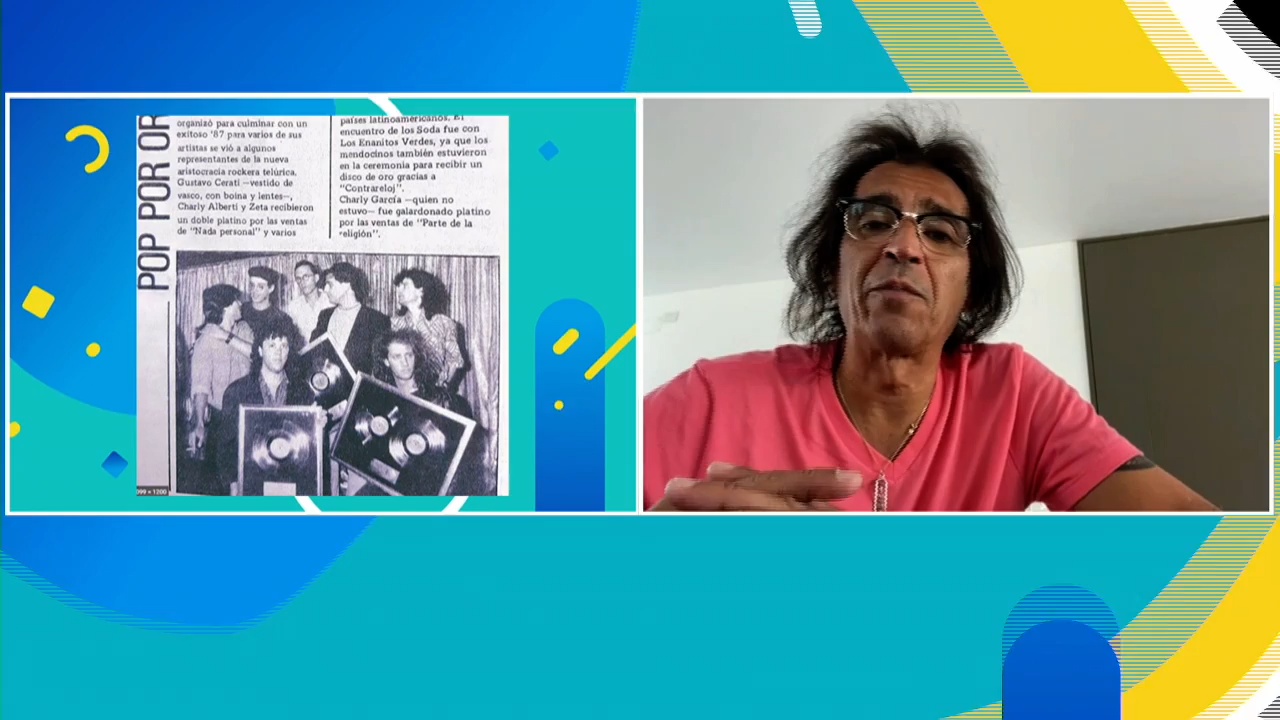 POP POR OR
organizó para culminar con un
exitoso '87 para varios de sus
artistas se vió a algunos
representantes de la nueva
aristocracia rockera telúrica.
Gustavo Cerati —vestido de
vasco, con boina y lentes—,
Charly Alberti y Zeta recibieron
un doble platino por las ventas
de "Nada personal" y varios
países latinoamericanos. El
encuentro de los Soda fue con
Los Enanitos Verdes, ya que los
mendocinos también estuvieron
en la ceremonia para recibir un
disco de oro gracias a
"Contrareloj".
Charly García —quien no
estuvo— fue galardonado platino
por las ventas de "Parte de la
religión".
099 × 1200